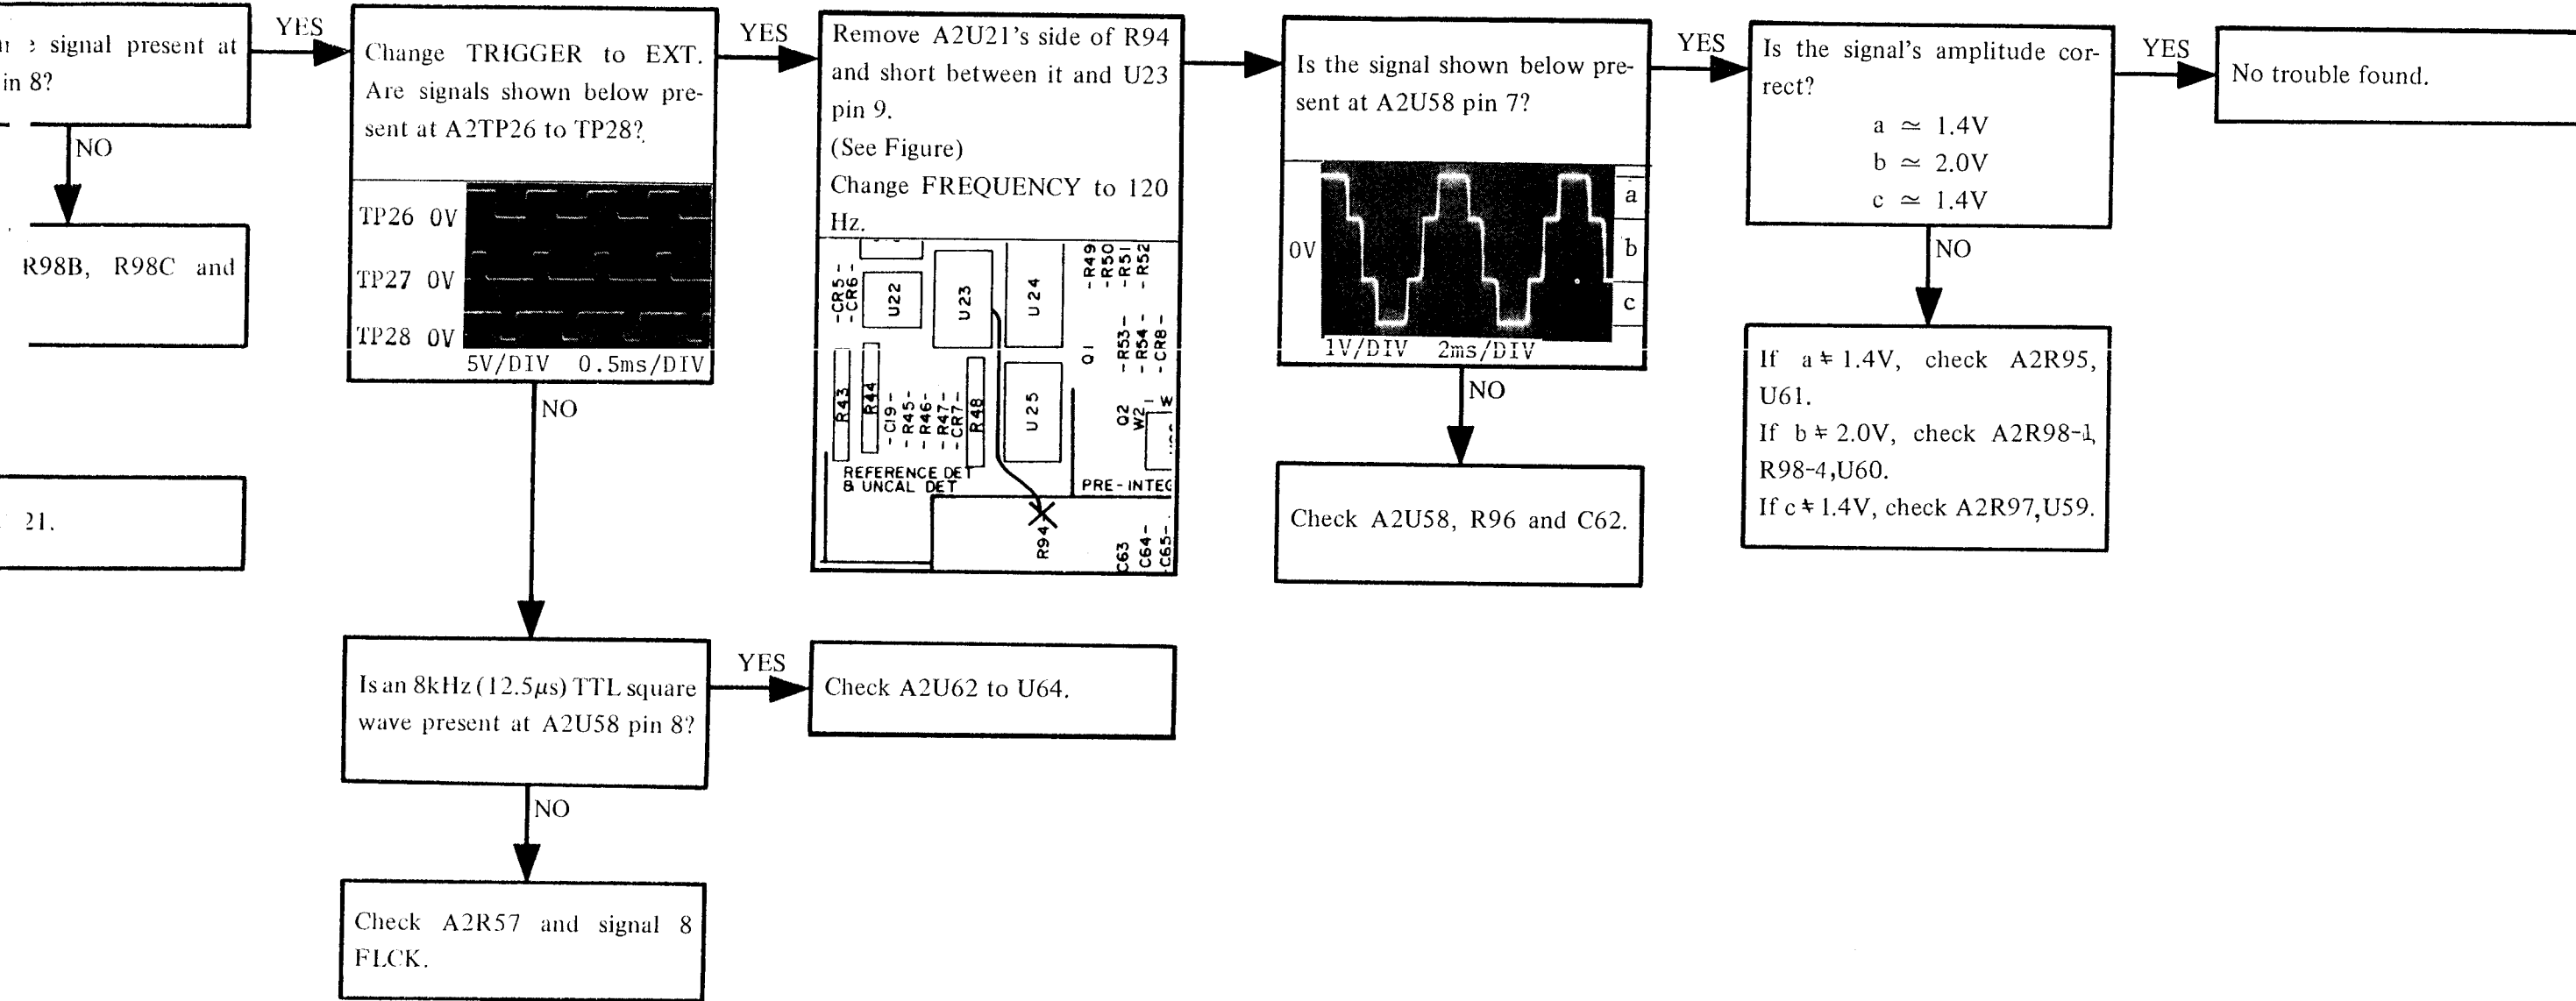 signal present at
in 8?
YES
NO
R98B, R98C and
21.
Change TRIGGER to EXT.
Are signals shown below pre-
sent at A2TP26 to TP28?
TP26 0V
TP27 0V
TP28 0V
5V/DIV 0.5ms/DIV
YES
NO
Is an 8kHz (12.5μs) TTL square
wave present at A2U58 pin 8?
YES
Check A2U62 to U64.
NO
Check A2R57 and signal 8
FLCK.
Remove A2U21's side of R94
and short between it and U23
pin 9.
(See Figure)
Change FREQUENCY to 120
Hz.
-CR5-
-CR6-
U22
U23
U24
-R49
-R50
-R51-
-R52
R43
R44
-C19-
-R45-
-R46-
-R47-
-CR7-
R48
U25
Q1
-R53-
-R54-
-CR8-
Q2
W2
W
REFERENCE DET
& UNCAL DET
PRE-INTEG
R94
C63
C64-
-C65-
Is the signal shown below pre-
sent at A2U58 pin 7?
0V
a
b
c
1V/DIV 2ms/DIV
NO
Check A2U58, R96 and C62.
YES
Is the signal's amplitude cor-
rect?
a ≃ 1.4V
b ≃ 2.0V
c ≃ 1.4V
YES
No trouble found.
NO
If a ≠ 1.4V, check A2R95,
U61.
If b ≠ 2.0V, check A2R98-1,
R98-4,U60.
If c ≠ 1.4V, check A2R97,U59.